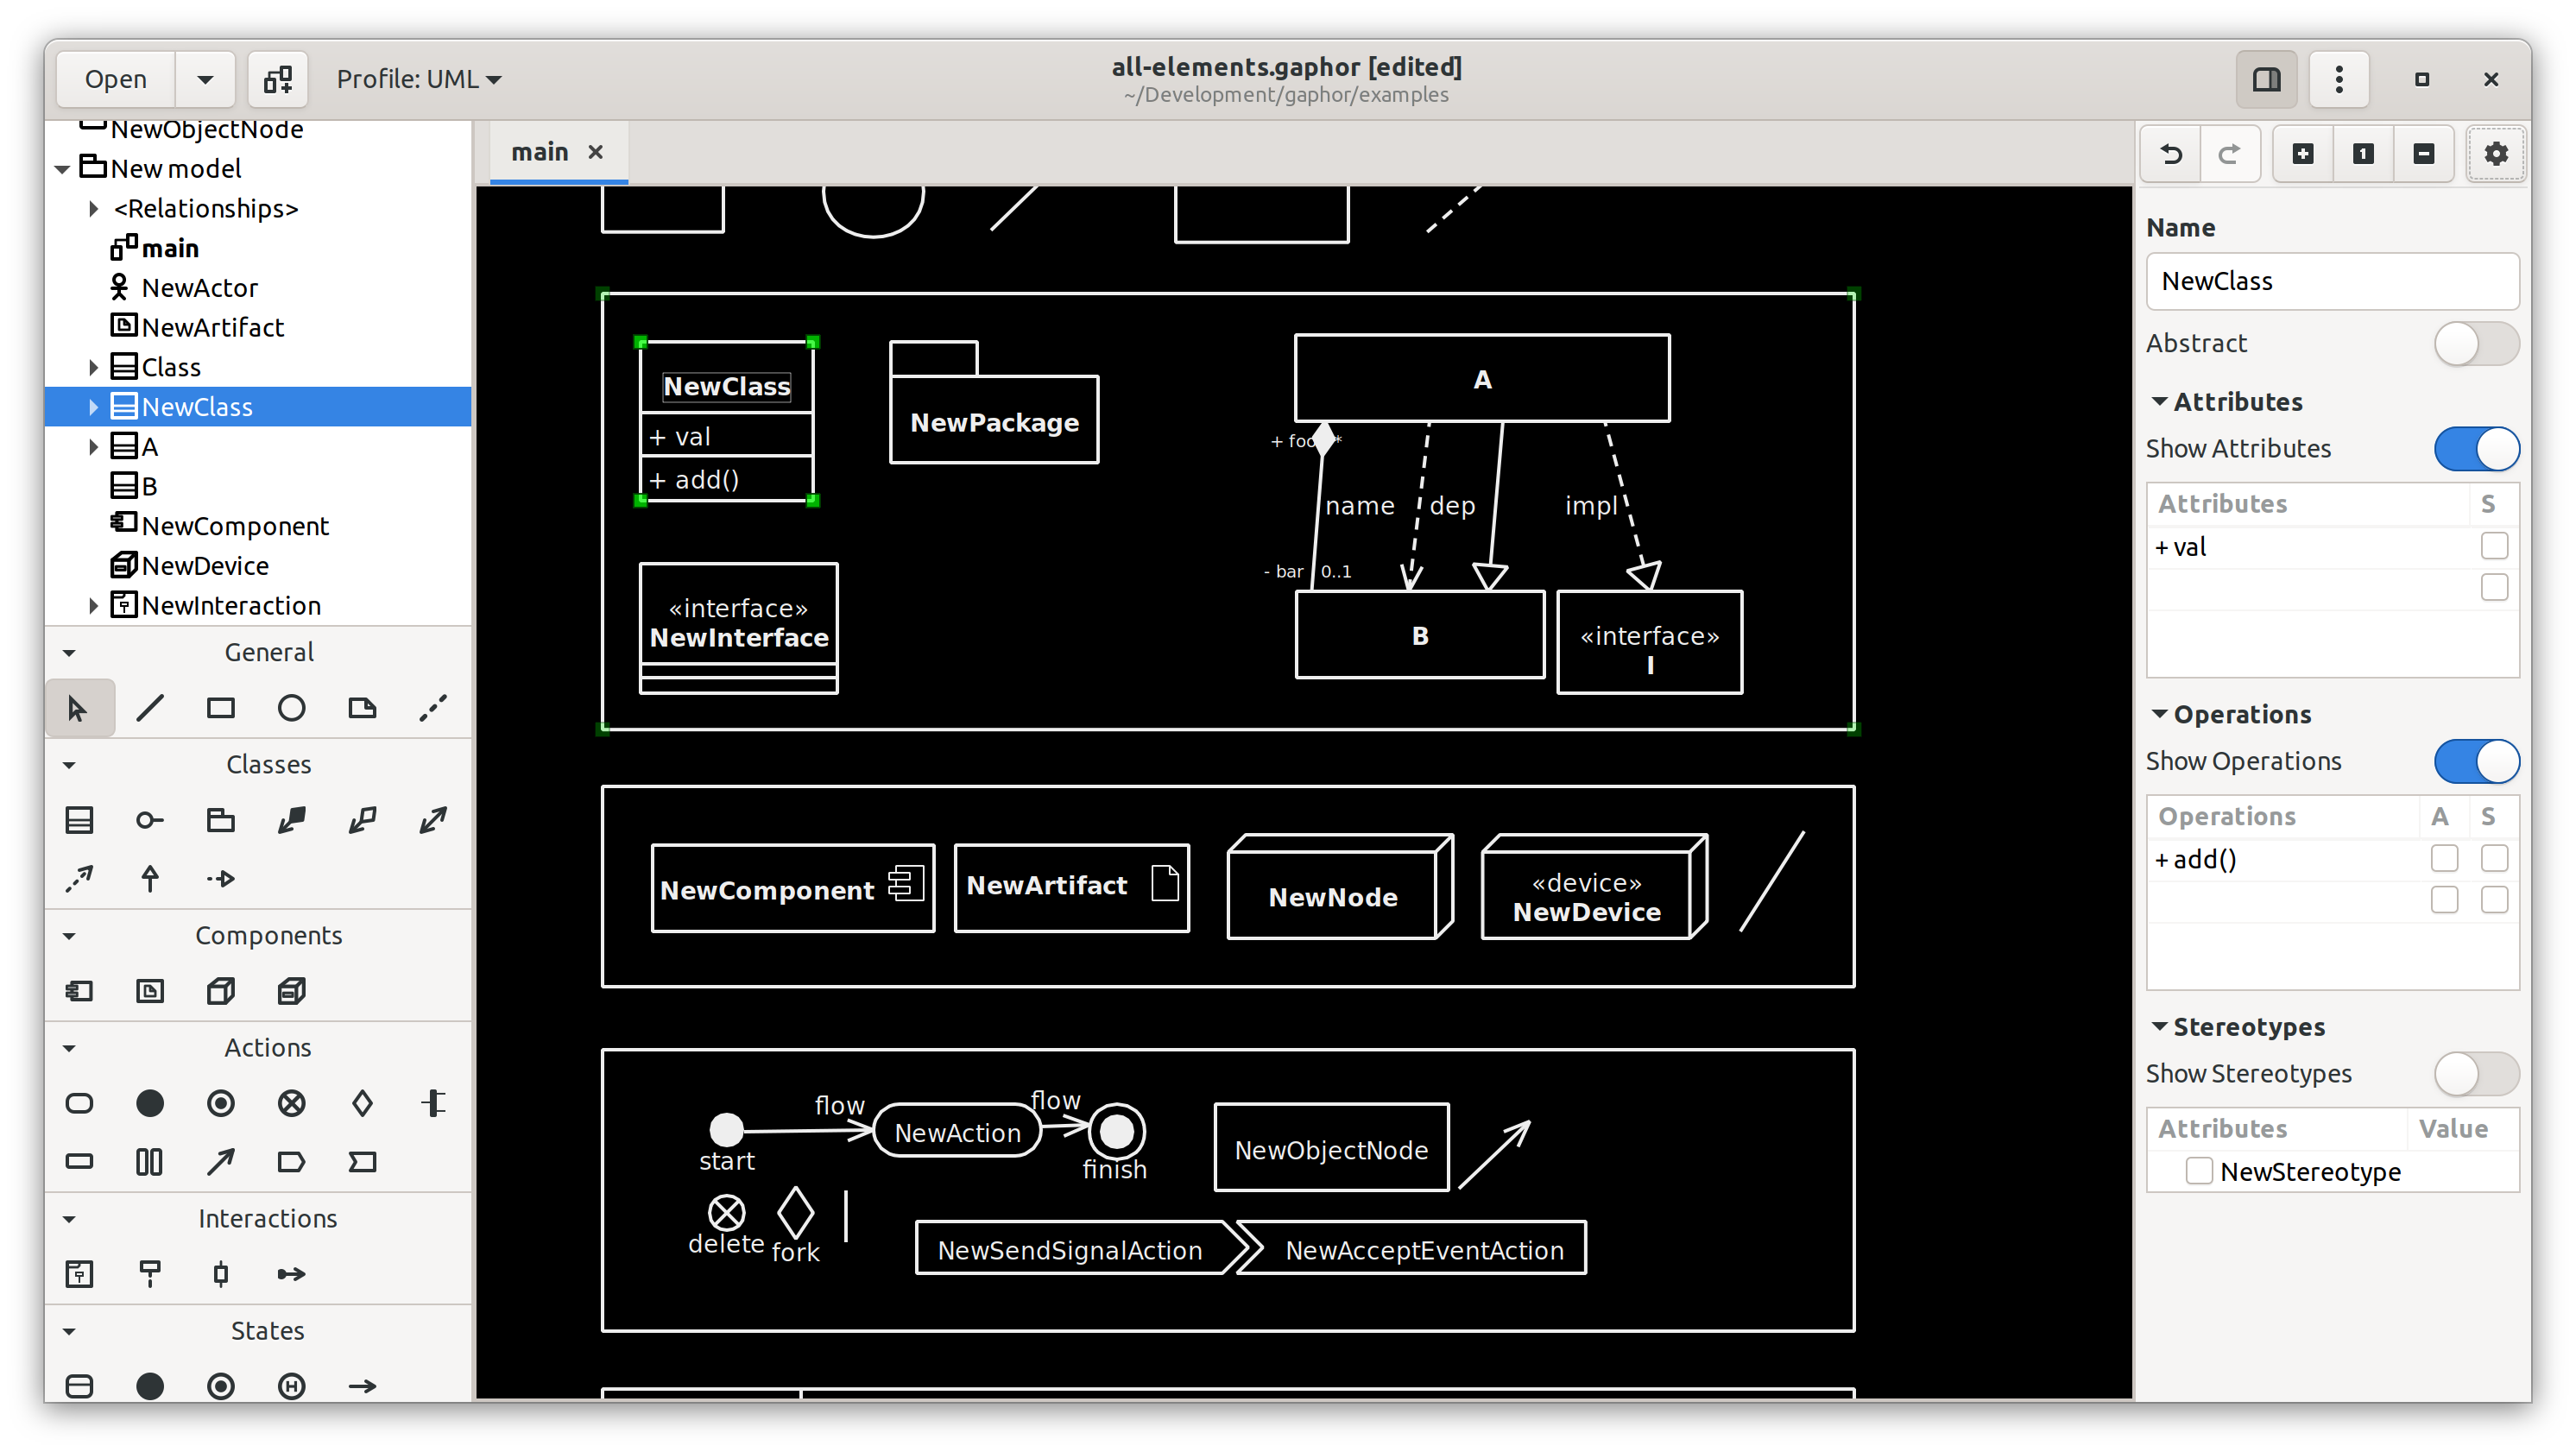 Open
Profile: UML
all-elements.gaphor [edited]
~/Development/gaphor/examples
NewObjectNode
New model
<Relationships>
main
NewActor
NewArtifact
Class
NewClass
A
B
NewComponent
NewDevice
NewInteraction
General
Classes
Components
Actions
Interactions
States
main
NewClass
+ val
+ add()
NewPackage
A
+ foo *
name
dep
impl
- bar 0..1
«interface»
NewInterface
B
«interface»
I
NewComponent
NewArtifact
NewNode
«device»
NewDevice
flow
flow
NewAction
start
finish
NewObjectNode
delete
fork
NewSendSignalAction
NewAcceptEventAction
Name
NewClass
Abstract
Attributes
Show Attributes
Attributes S
+ val
Operations
Show Operations
Operations A S
+ add()
Stereotypes
Show Stereotypes
Attributes Value
NewStereotype